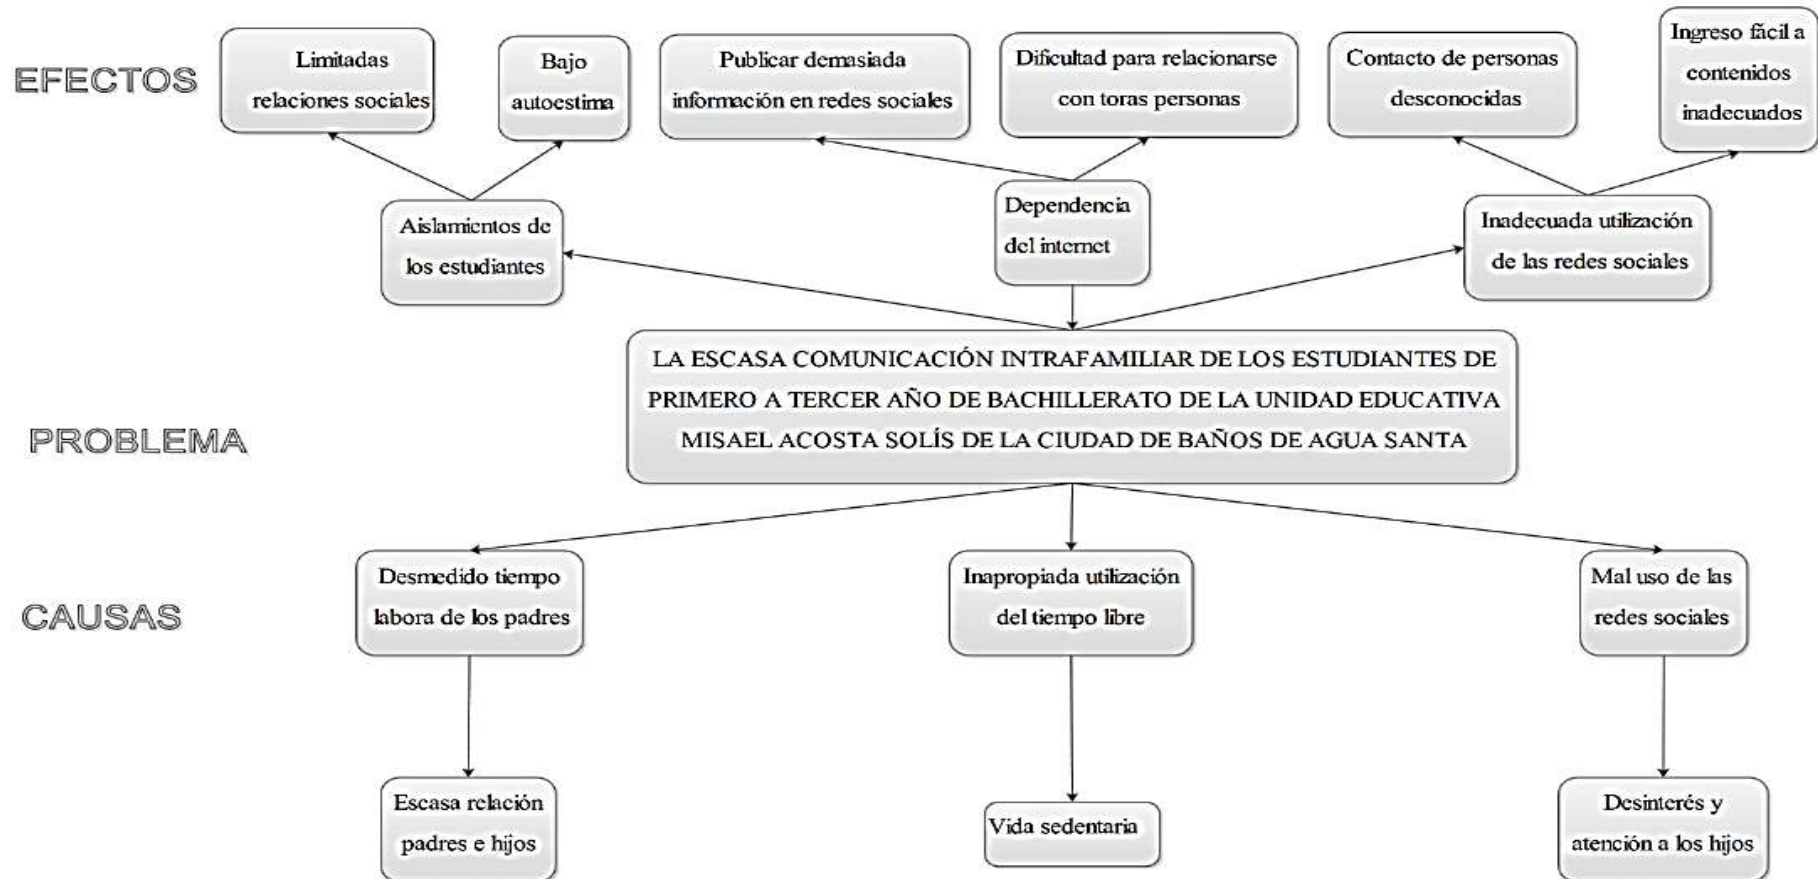 EFECTOS
Limitadas
relaciones sociales
Bajo
autoestima
Publicar demasiada
información en redes sociales
Dificultad para relacionarse
con toras personas
Contacto de personas
desconocidas
Ingreso fácil a
contenidos
inadecuados
Aislamientos de
los estudiantes
Dependencia
del internet
Inadecuada utilización
de las redes sociales
PROBLEMA
LA ESCASA COMUNICACIÓN INTRAFAMILIAR DE LOS ESTUDIANTES DE
PRIMERO A TERCER AÑO DE BACHILLERATO DE LA UNIDAD EDUCATIVA
MISAEL ACOSTA SOLÍS DE LA CIUDAD DE BAÑOS DE AGUA SANTA
CAUSAS
Desmedido tiempo
labora de los padres
Inapropiada utilización
del tiempo libre
Mal uso de las
redes sociales
Escasa relación
padres e hijos
Vida sedentaria
Desinterés y
atención a los hijos